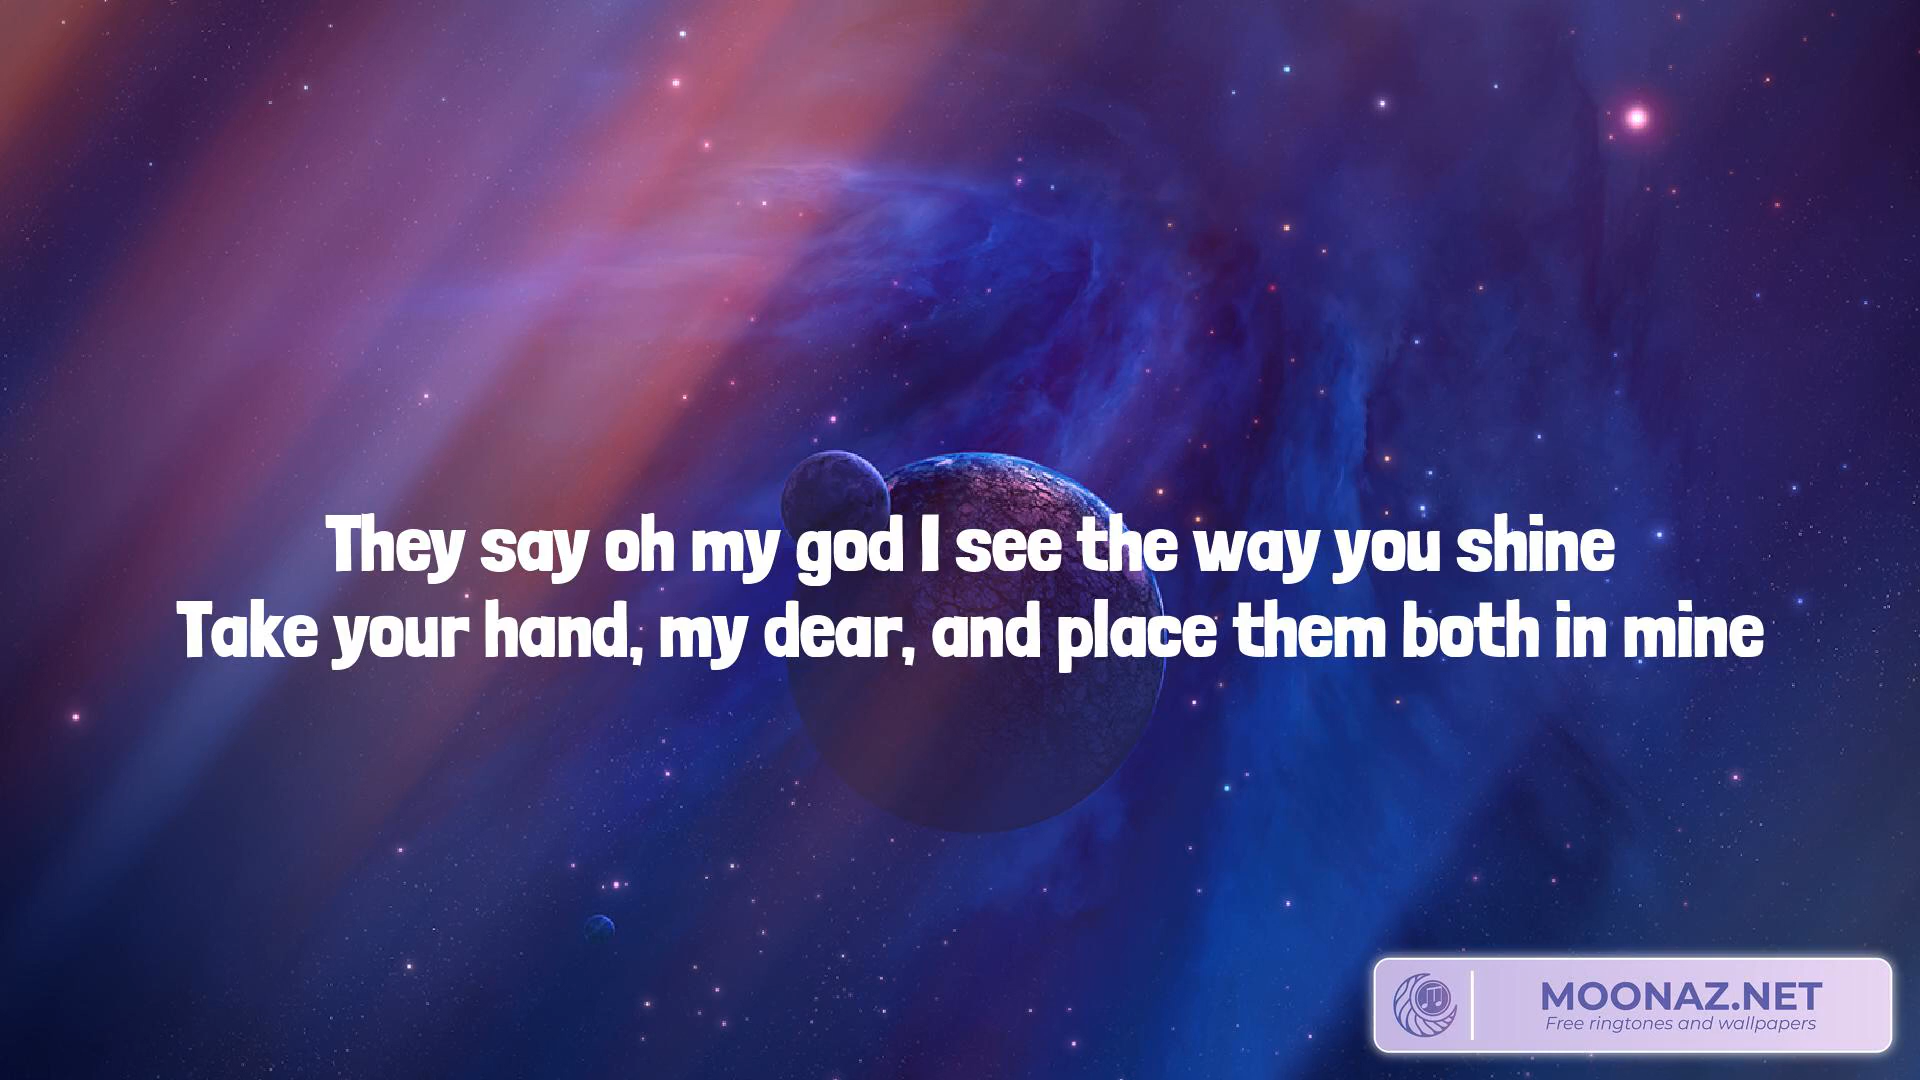 They say oh my god I see the way you shine
Take your hand, my dear, and place them both in mine
MOONAZ.NET
Free ringtones and wallpapers